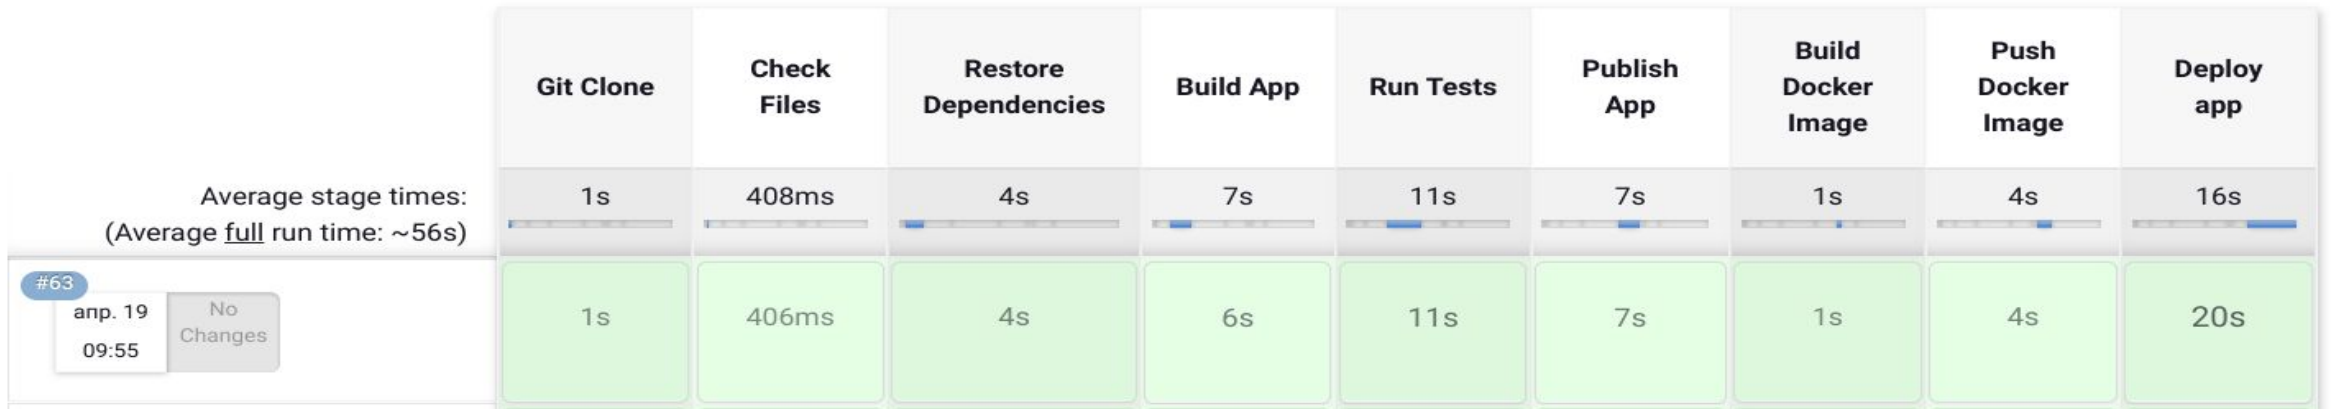 Git Clone
Check
Files
Restore
Dependencies
Build App
Run Tests
Publish
App
Build
Docker
Image
Push
Docker
Image
Deploy
app
Average stage times:
(Average full run time: ~56s)
1s
408ms
4s
7s
11s
7s
1s
4s
16s
#63
апр. 19
09:55
No
Changes
1s
406ms
4s
6s
11s
7s
1s
4s
20s